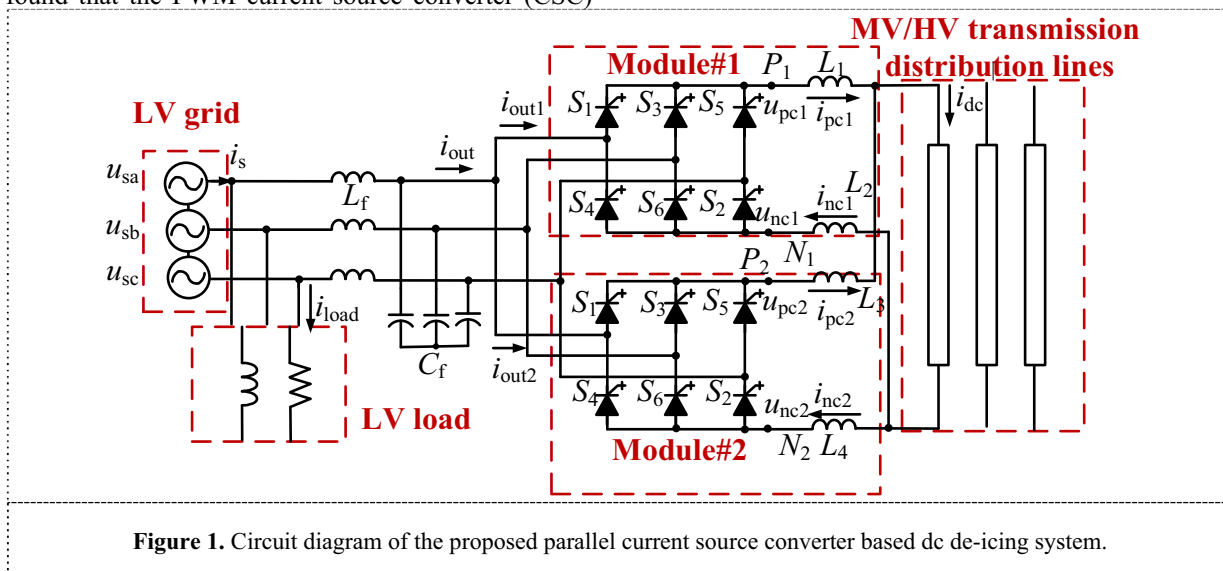 found that the PWM current source converter (CSC)
MV/HV transmission
distribution lines
Module#1
P1 L1
S1 S3 S5 upc1 ipc1
idc
iout1
LV grid
iout
usa is
Lf
usb
usc
S4 S6 S2 unc1 inc1 L2
N1
P2
S1 S3 S5 upc2 ipc2 L3
iload
Cf
iout2
S4 S6 S2 unc2 inc2
LV load
Module#2
N2 L4
Figure 1. Circuit diagram of the proposed parallel current source converter based dc de-icing system.